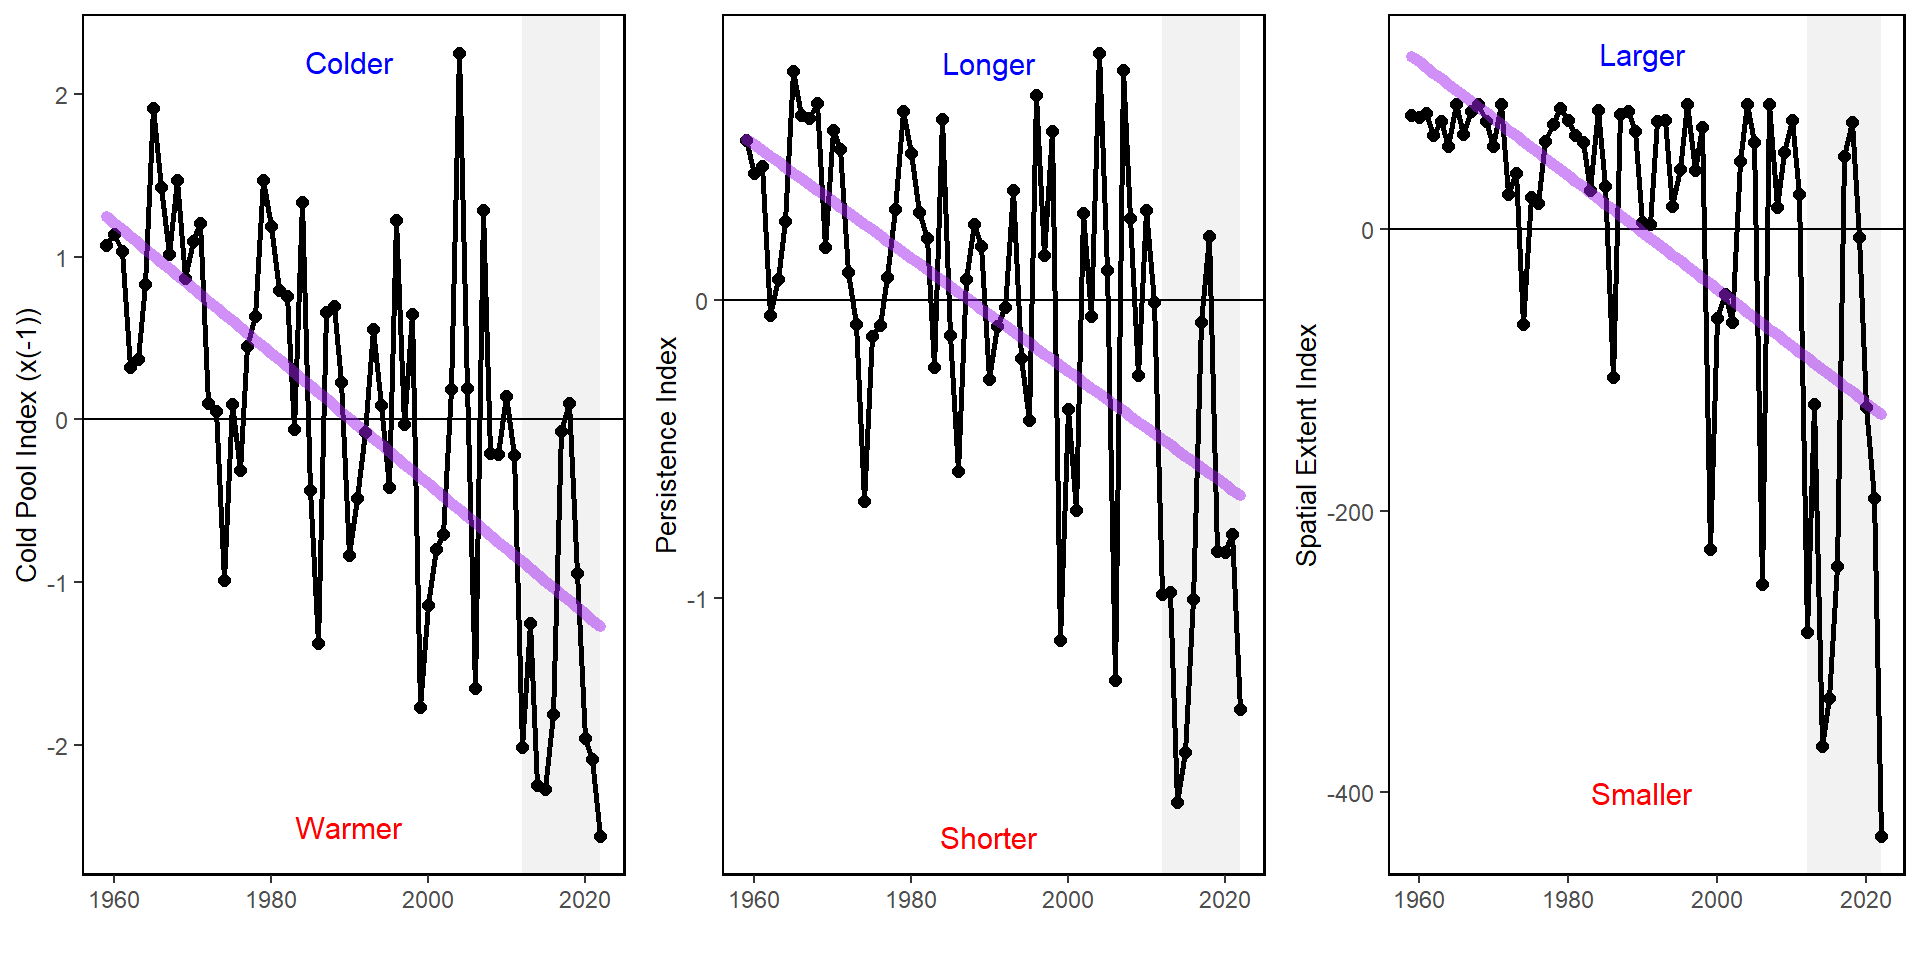 Cold Pool Index (x(-1))
2
1
0
-1
-2
Colder
Warmer
1960
1980
2000
2020
Persistence Index
0
-1
Longer
Shorter
1960
1980
2000
2020
Spatial Extent Index
0
-200
-400
Larger
Smaller
1960
1980
2000
2020